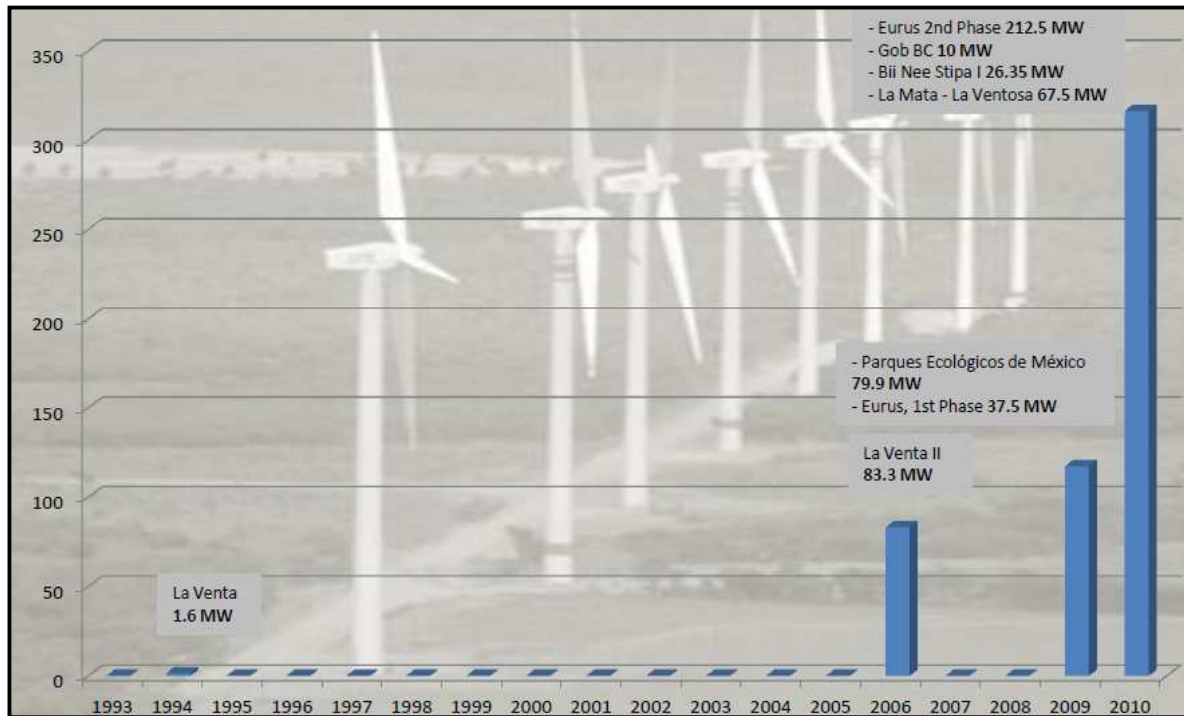 - Eurus 2nd Phase 212.5 MW
- Gob BC 10 MW
- Bii Nee Stipa I 26.35 MW
- La Mata - La Ventosa 67.5 MW
350
300
250
200
150
100
50
0
- Parques Ecológicos de México
79.9 MW
- Eurus, 1st Phase 37.5 MW
La Venta II
83.3 MW
La Venta
1.6 MW
1993 1994 1995 1996 1997 1998 1999 2000 2001 2002 2003 2004 2005 2006 2007 2008 2009 2010